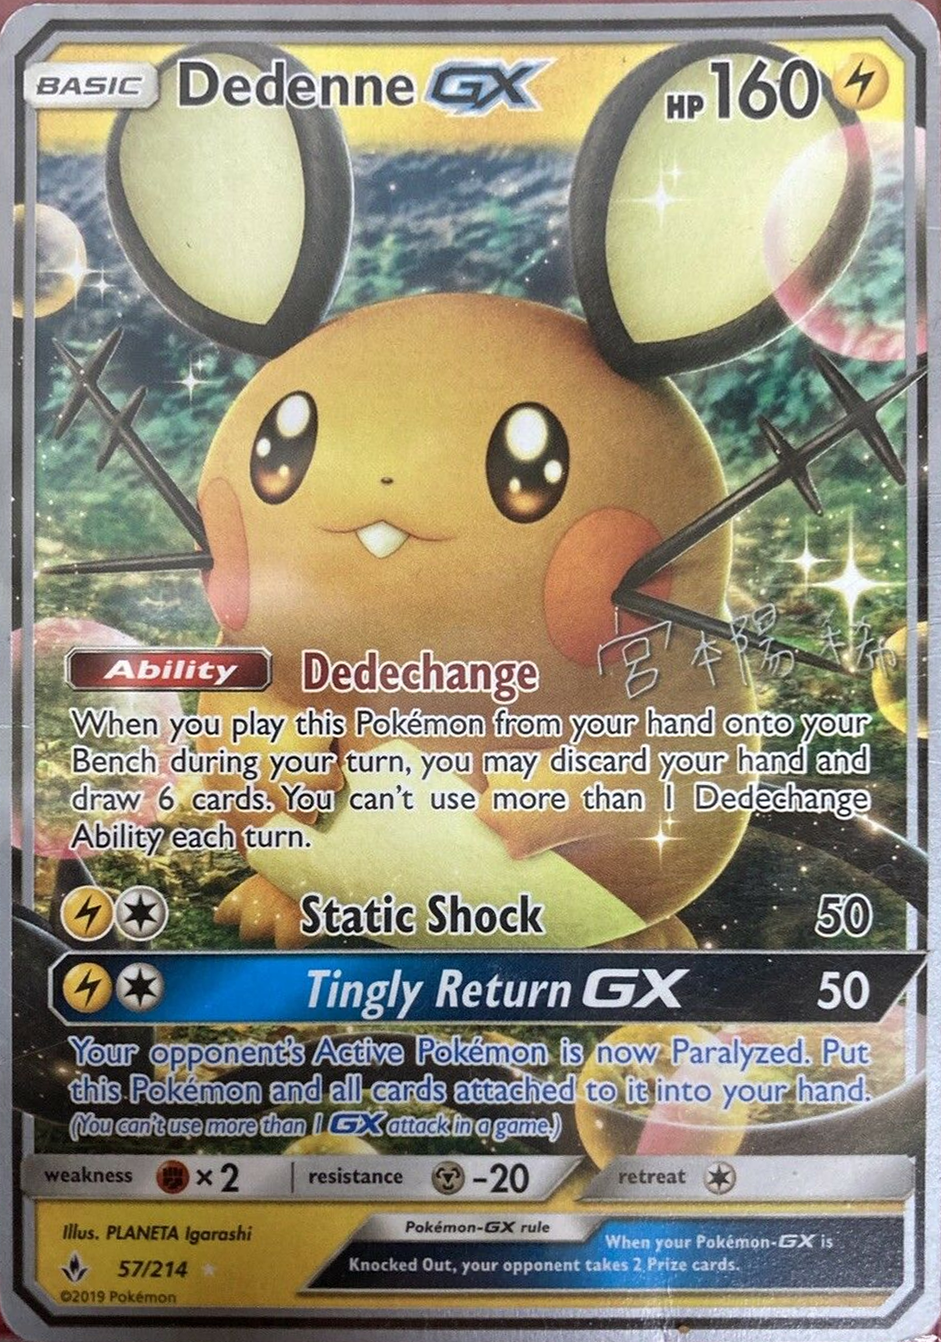 BASIC Dedenne GX HP 160
宮本陽楠
Ability Dedechange
When you play this Pokémon from your hand onto your
Bench during your turn, you may discard your hand and
draw 6 cards. You can't use more than 1 Dedechange
Ability each turn.
Static Shock 50
Tingly Return GX 50
Your opponent's Active Pokémon is now Paralyzed. Put
this Pokémon and all cards attached to it into your hand.
(You can't use more than 1 GX attack in a game.)
weakness ×2 resistance -20 retreat
Illus. PLANETA Igarashi
57/214
©2019 Pokémon
Pokémon-GX rule
When your Pokémon-GX is
Knocked Out, your opponent takes 2 Prize cards.